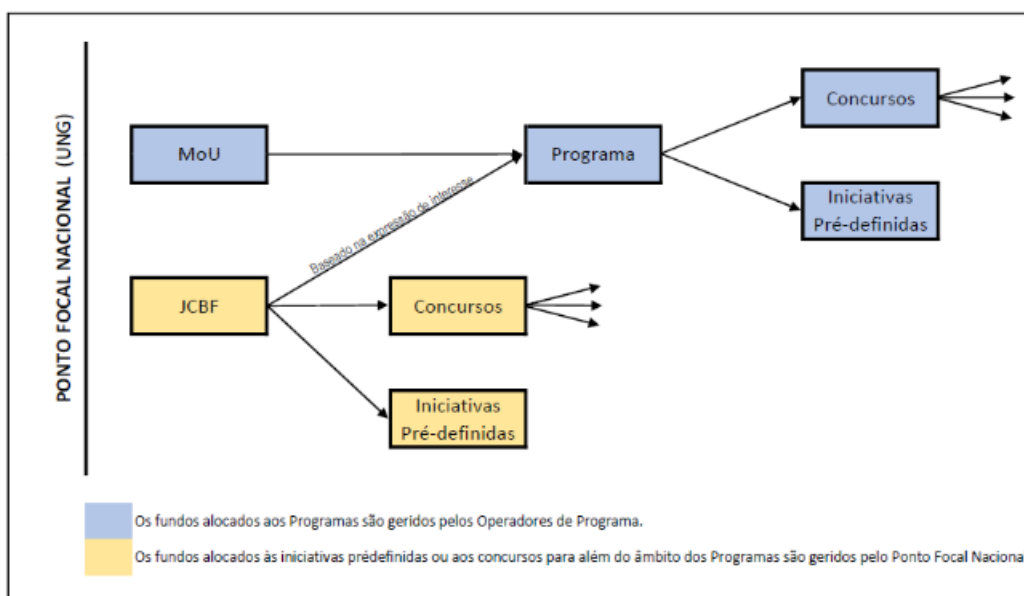 PONTO FOCAL NACIONAL (UNG)
MoU
Programa
Concursos
Iniciativas
Pré-definidas
Baseado na expressão de interesse
JCBF
Concursos
Iniciativas
Pré-definidas
Os fundos alocados aos Programas são geridos pelos Operadores de Programa.
Os fundos alocados às iniciativas prédefinidas ou aos concursos para além do âmbito dos Programas são geridos pelo Ponto Focal Naciona